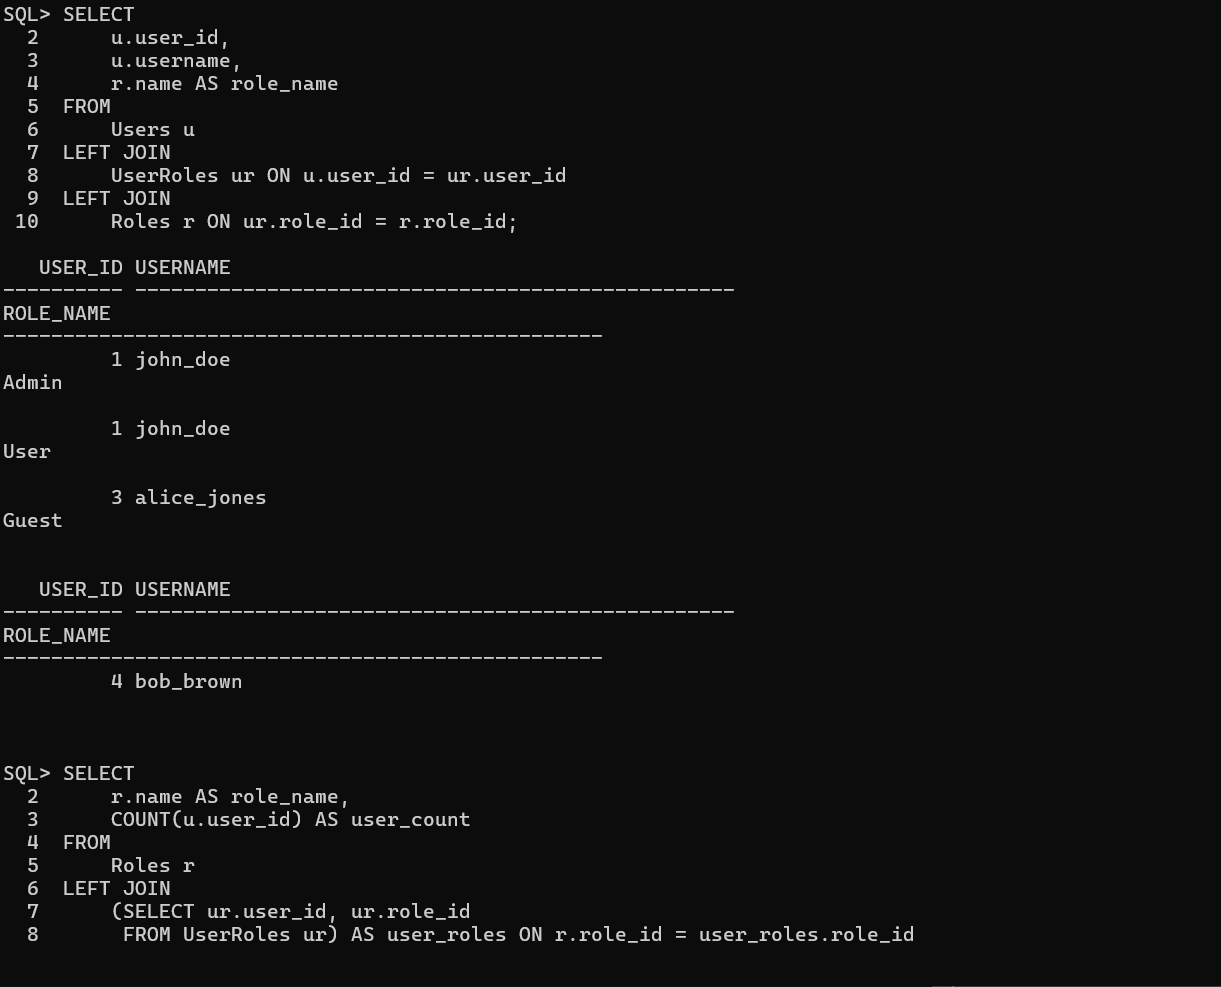 SQL> SELECT
  2      u.user_id,
  3      u.username,
  4      r.name AS role_name
  5  FROM
  6      Users u
  7  LEFT JOIN
  8      UserRoles ur ON u.user_id = ur.user_id
  9  LEFT JOIN
 10      Roles r ON ur.role_id = r.role_id;

   USER_ID USERNAME
---------- --------------------------------------------------
ROLE_NAME
--------------------------------------------------
         1 john_doe
Admin

         1 john_doe
User

         3 alice_jones
Guest


   USER_ID USERNAME
---------- --------------------------------------------------
ROLE_NAME
--------------------------------------------------
         4 bob_brown



SQL> SELECT
  2      r.name AS role_name,
  3      COUNT(u.user_id) AS user_count
  4  FROM
  5      Roles r
  6  LEFT JOIN
  7      (SELECT ur.user_id, ur.role_id
  8       FROM UserRoles ur) AS user_roles ON r.role_id = user_roles.role_id